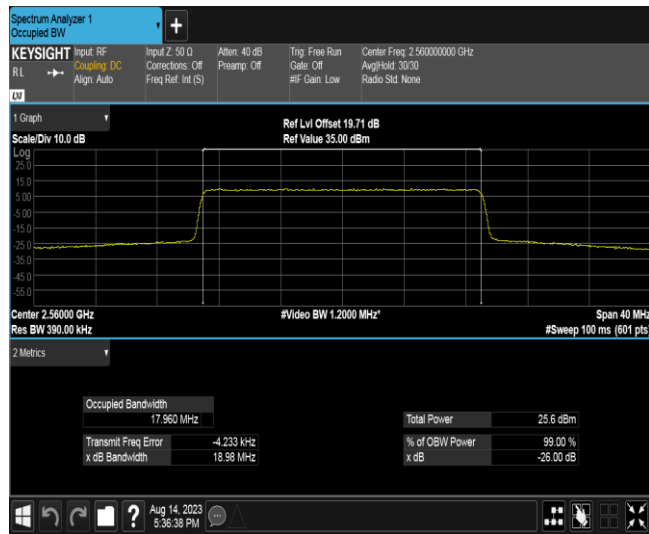 Spectrum Analyzer 1
Occupied BW
+
KEYSIGHT
R L
LXI
Input: RF
Coupling: DC
Align: Auto
Input Z: 50 Ω
Corrections: Off
Freq Ref: Int (S)
Atten: 40 dB
Preamp: Off
Trig: Free Run
Gate: Off
#IF Gain: Low
Center Freq: 2.560000000 GHz
Avg|Hold: 30/30
Radio Std: None
1 Graph
Scale/Div 10.0 dB
Ref Lvl Offset 19.71 dB
Ref Value 35.00 dBm
Log
25.0
15.0
5.00
-5.00
-15.0
-25.0
-35.0
-45.0
-55.0
Center 2.56000 GHz
Res BW 390.00 kHz
#Video BW 1.2000 MHz*
Span 40 MHz
#Sweep 100 ms (601 pts)
2 Metrics
Occupied Bandwidth
17.960 MHz
Transmit Freq Error -4.233 kHz
x dB Bandwidth 18.98 MHz
Total Power 25.6 dBm
% of OBW Power 99.00 %
x dB -26.00 dB
?
Aug 14, 2023
5:36:38 PM